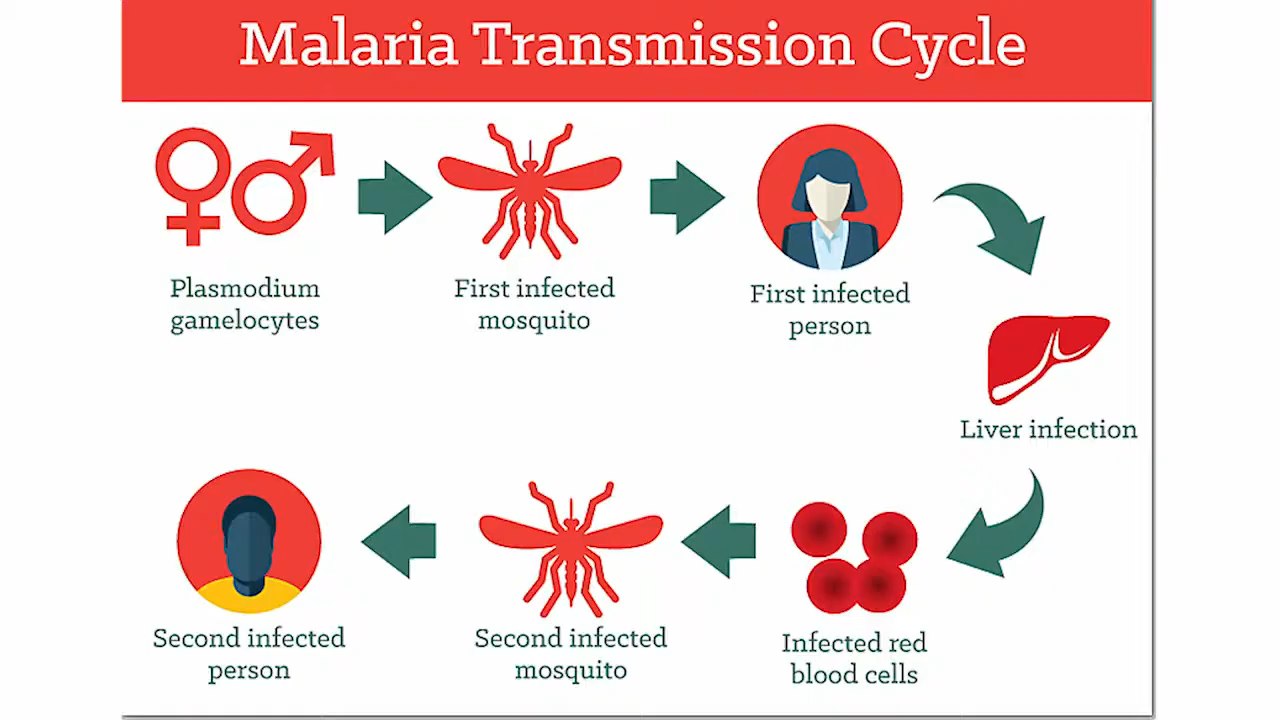 Malaria Transmission Cycle
Plasmodium
gamelocytes
First infected
mosquito
First infected
person
Liver infection
Second infected
person
Second infected
mosquito
Infected red
blood cells